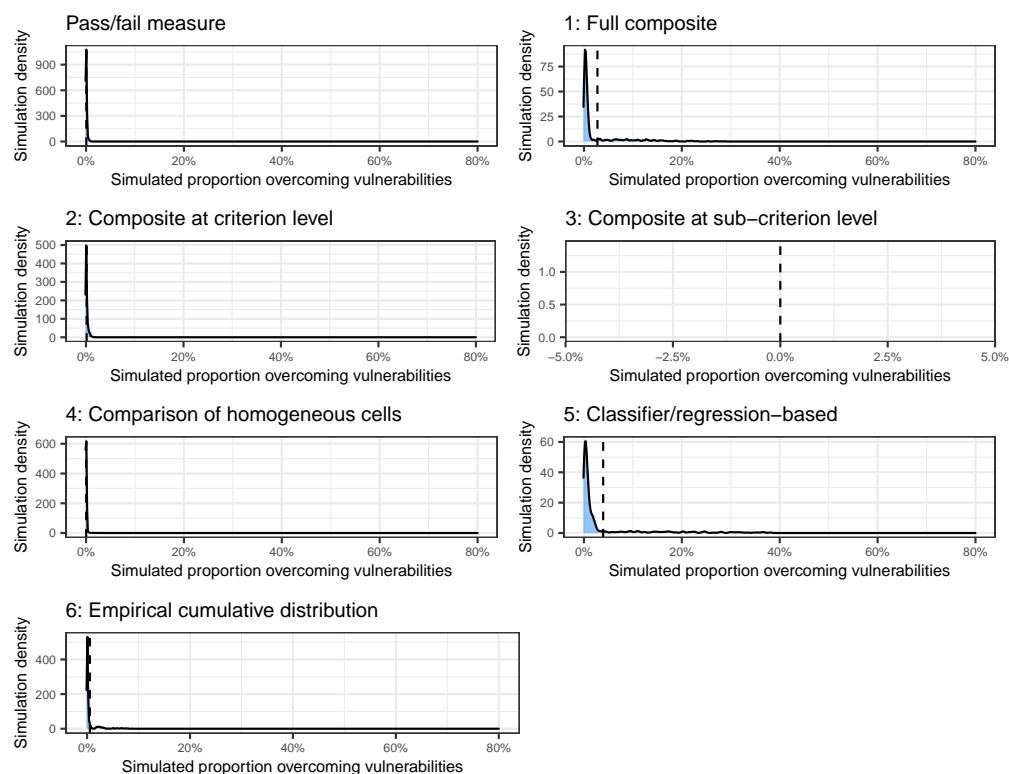 Pass/fail measure
Simulation density
900
600
300
0
0% 20% 40% 60% 80%
Simulated proportion overcoming vulnerabilities
1: Full composite
Simulation density
75
50
25
0
0% 20% 40% 60% 80%
Simulated proportion overcoming vulnerabilities
2: Composite at criterion level
Simulation density
500
400
300
200
100
0
0% 20% 40% 60% 80%
Simulated proportion overcoming vulnerabilities
3: Composite at sub−criterion level
Simulation density
1.0
0.5
0.0
−5.0% −2.5% 0.0% 2.5% 5.0%
Simulated proportion overcoming vulnerabilities
4: Comparison of homogeneous cells
Simulation density
600
400
200
0
0% 20% 40% 60% 80%
Simulated proportion overcoming vulnerabilities
5: Classifier/regression−based
Simulation density
60
40
20
0
0% 20% 40% 60% 80%
Simulated proportion overcoming vulnerabilities
6: Empirical cumulative distribution
Simulation density
400
200
0
0% 20% 40% 60% 80%
Simulated proportion overcoming vulnerabilities